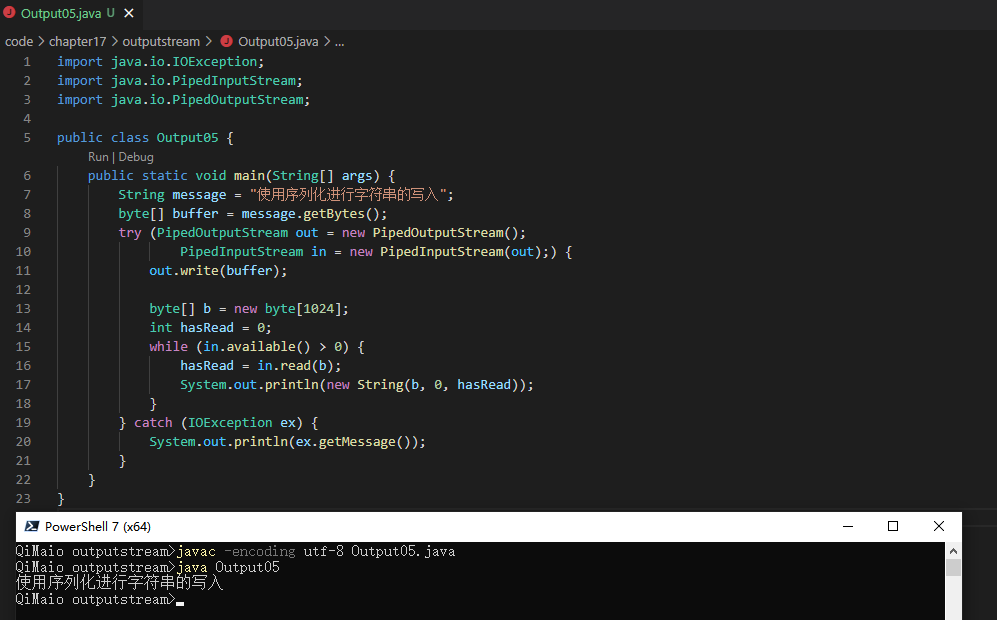 Output05.java U ×
code > chapter17 > outputstream > Output05.java > ...
1 import java.io.IOException;
2 import java.io.PipedInputStream;
3 import java.io.PipedOutputStream;
4
5 public class Output05 {
Run | Debug
6 public static void main(String[] args) {
7 String message = "使用序列化进行字符串的写入";
8 byte[] buffer = message.getBytes();
9 try (PipedOutputStream out = new PipedOutputStream();
10 PipedInputStream in = new PipedInputStream(out);) {
11 out.write(buffer);
12
13 byte[] b = new byte[1024];
14 int hasRead = 0;
15 while (in.available() > 0) {
16 hasRead = in.read(b);
17 System.out.println(new String(b, 0, hasRead));
18 }
19 } catch (IOException ex) {
20 System.out.println(ex.getMessage());
21 }
22 }
23 }
PowerShell 7 (x64)
QiMaio outputstream>javac -encoding utf-8 Output05.java
QiMaio outputstream>java Output05
使用序列化进行字符串的写入
QiMaio outputstream>